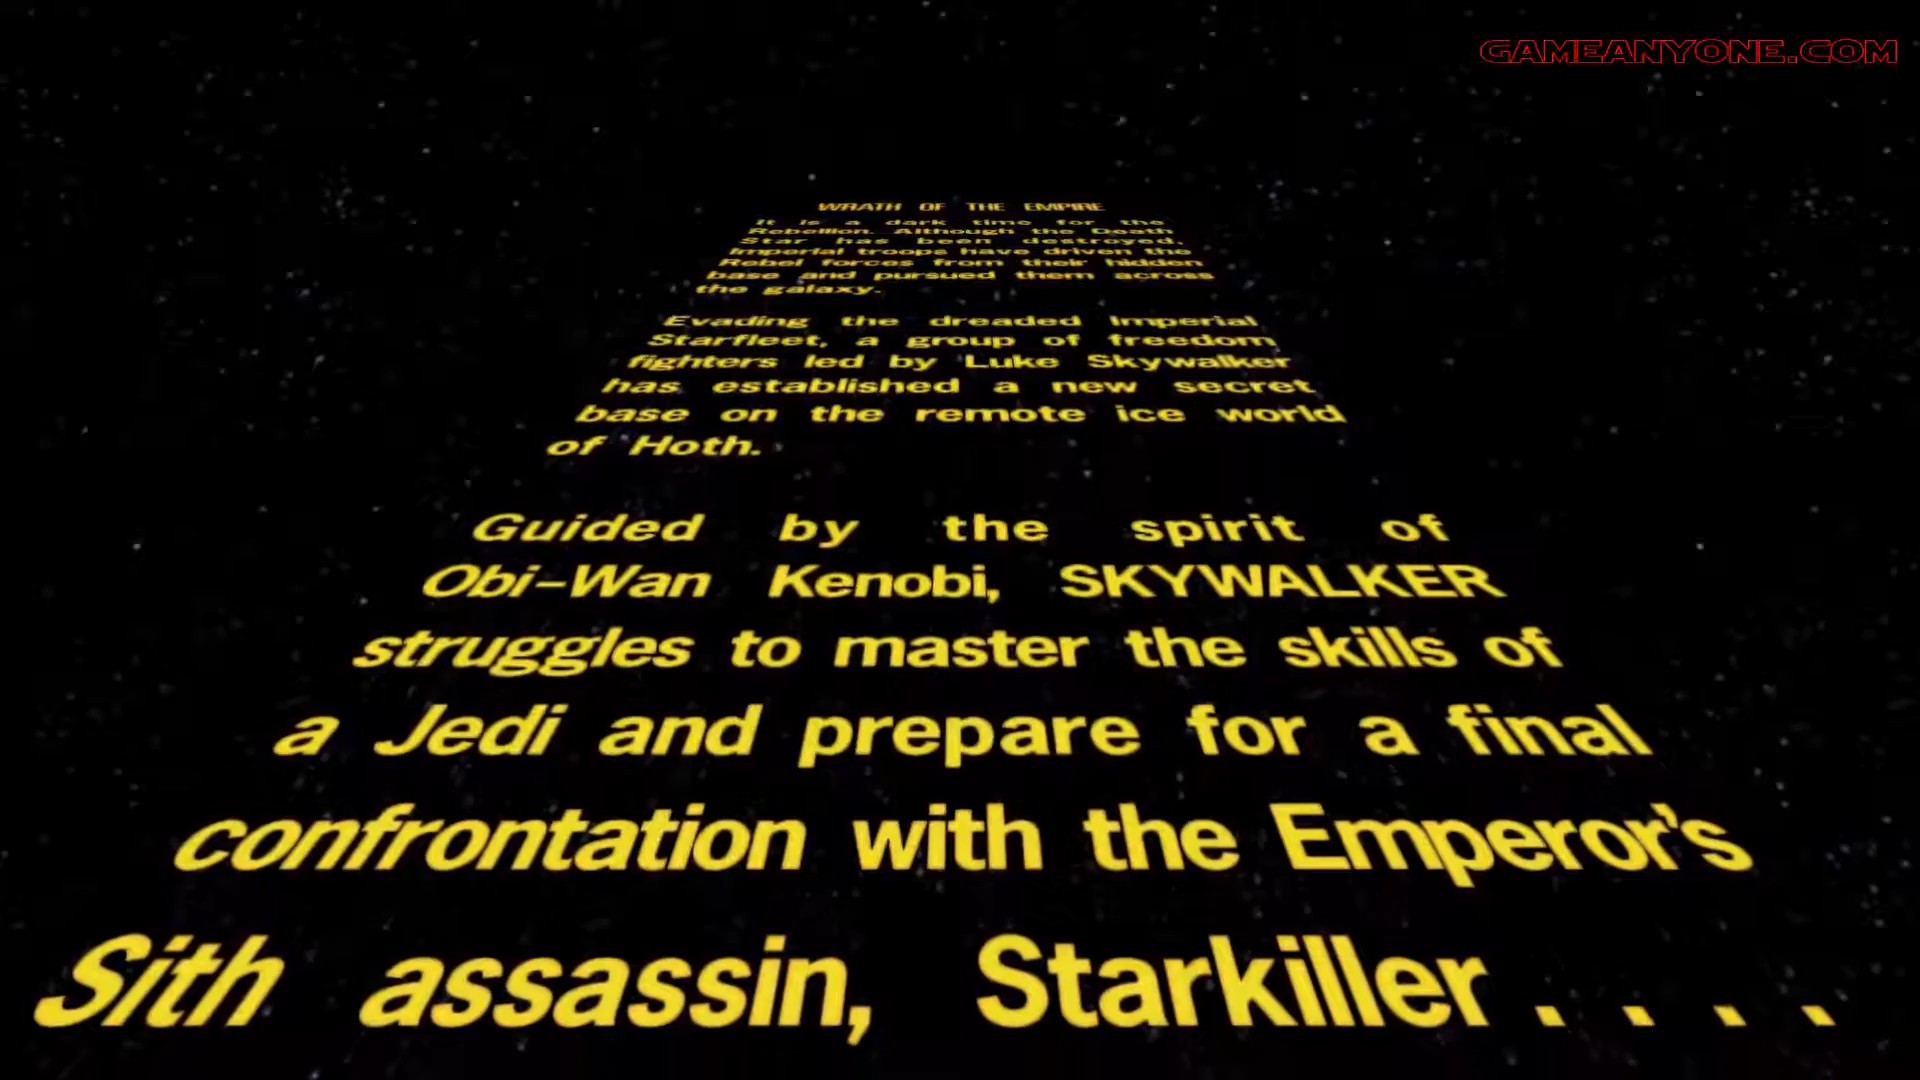 GAMEANYONE.COM
WRATH OF THE EMPIRE
It is a dark time for the
Rebellion. Although the Death
Star has been destroyed,
Imperial troops have driven the
Rebel forces from their hidden
base and pursued them across
the galaxy.
Evading the dreaded Imperial
Starfleet, a group of freedom
fighters led by Luke Skywalker
has established a new secret
base on the remote ice world
of Hoth.
Guided by the spirit of
Obi-Wan Kenobi, SKYWALKER
struggles to master the skills of
a Jedi and prepare for a final
confrontation with the Emperor's
Sith assassin, Starkiller . . . .